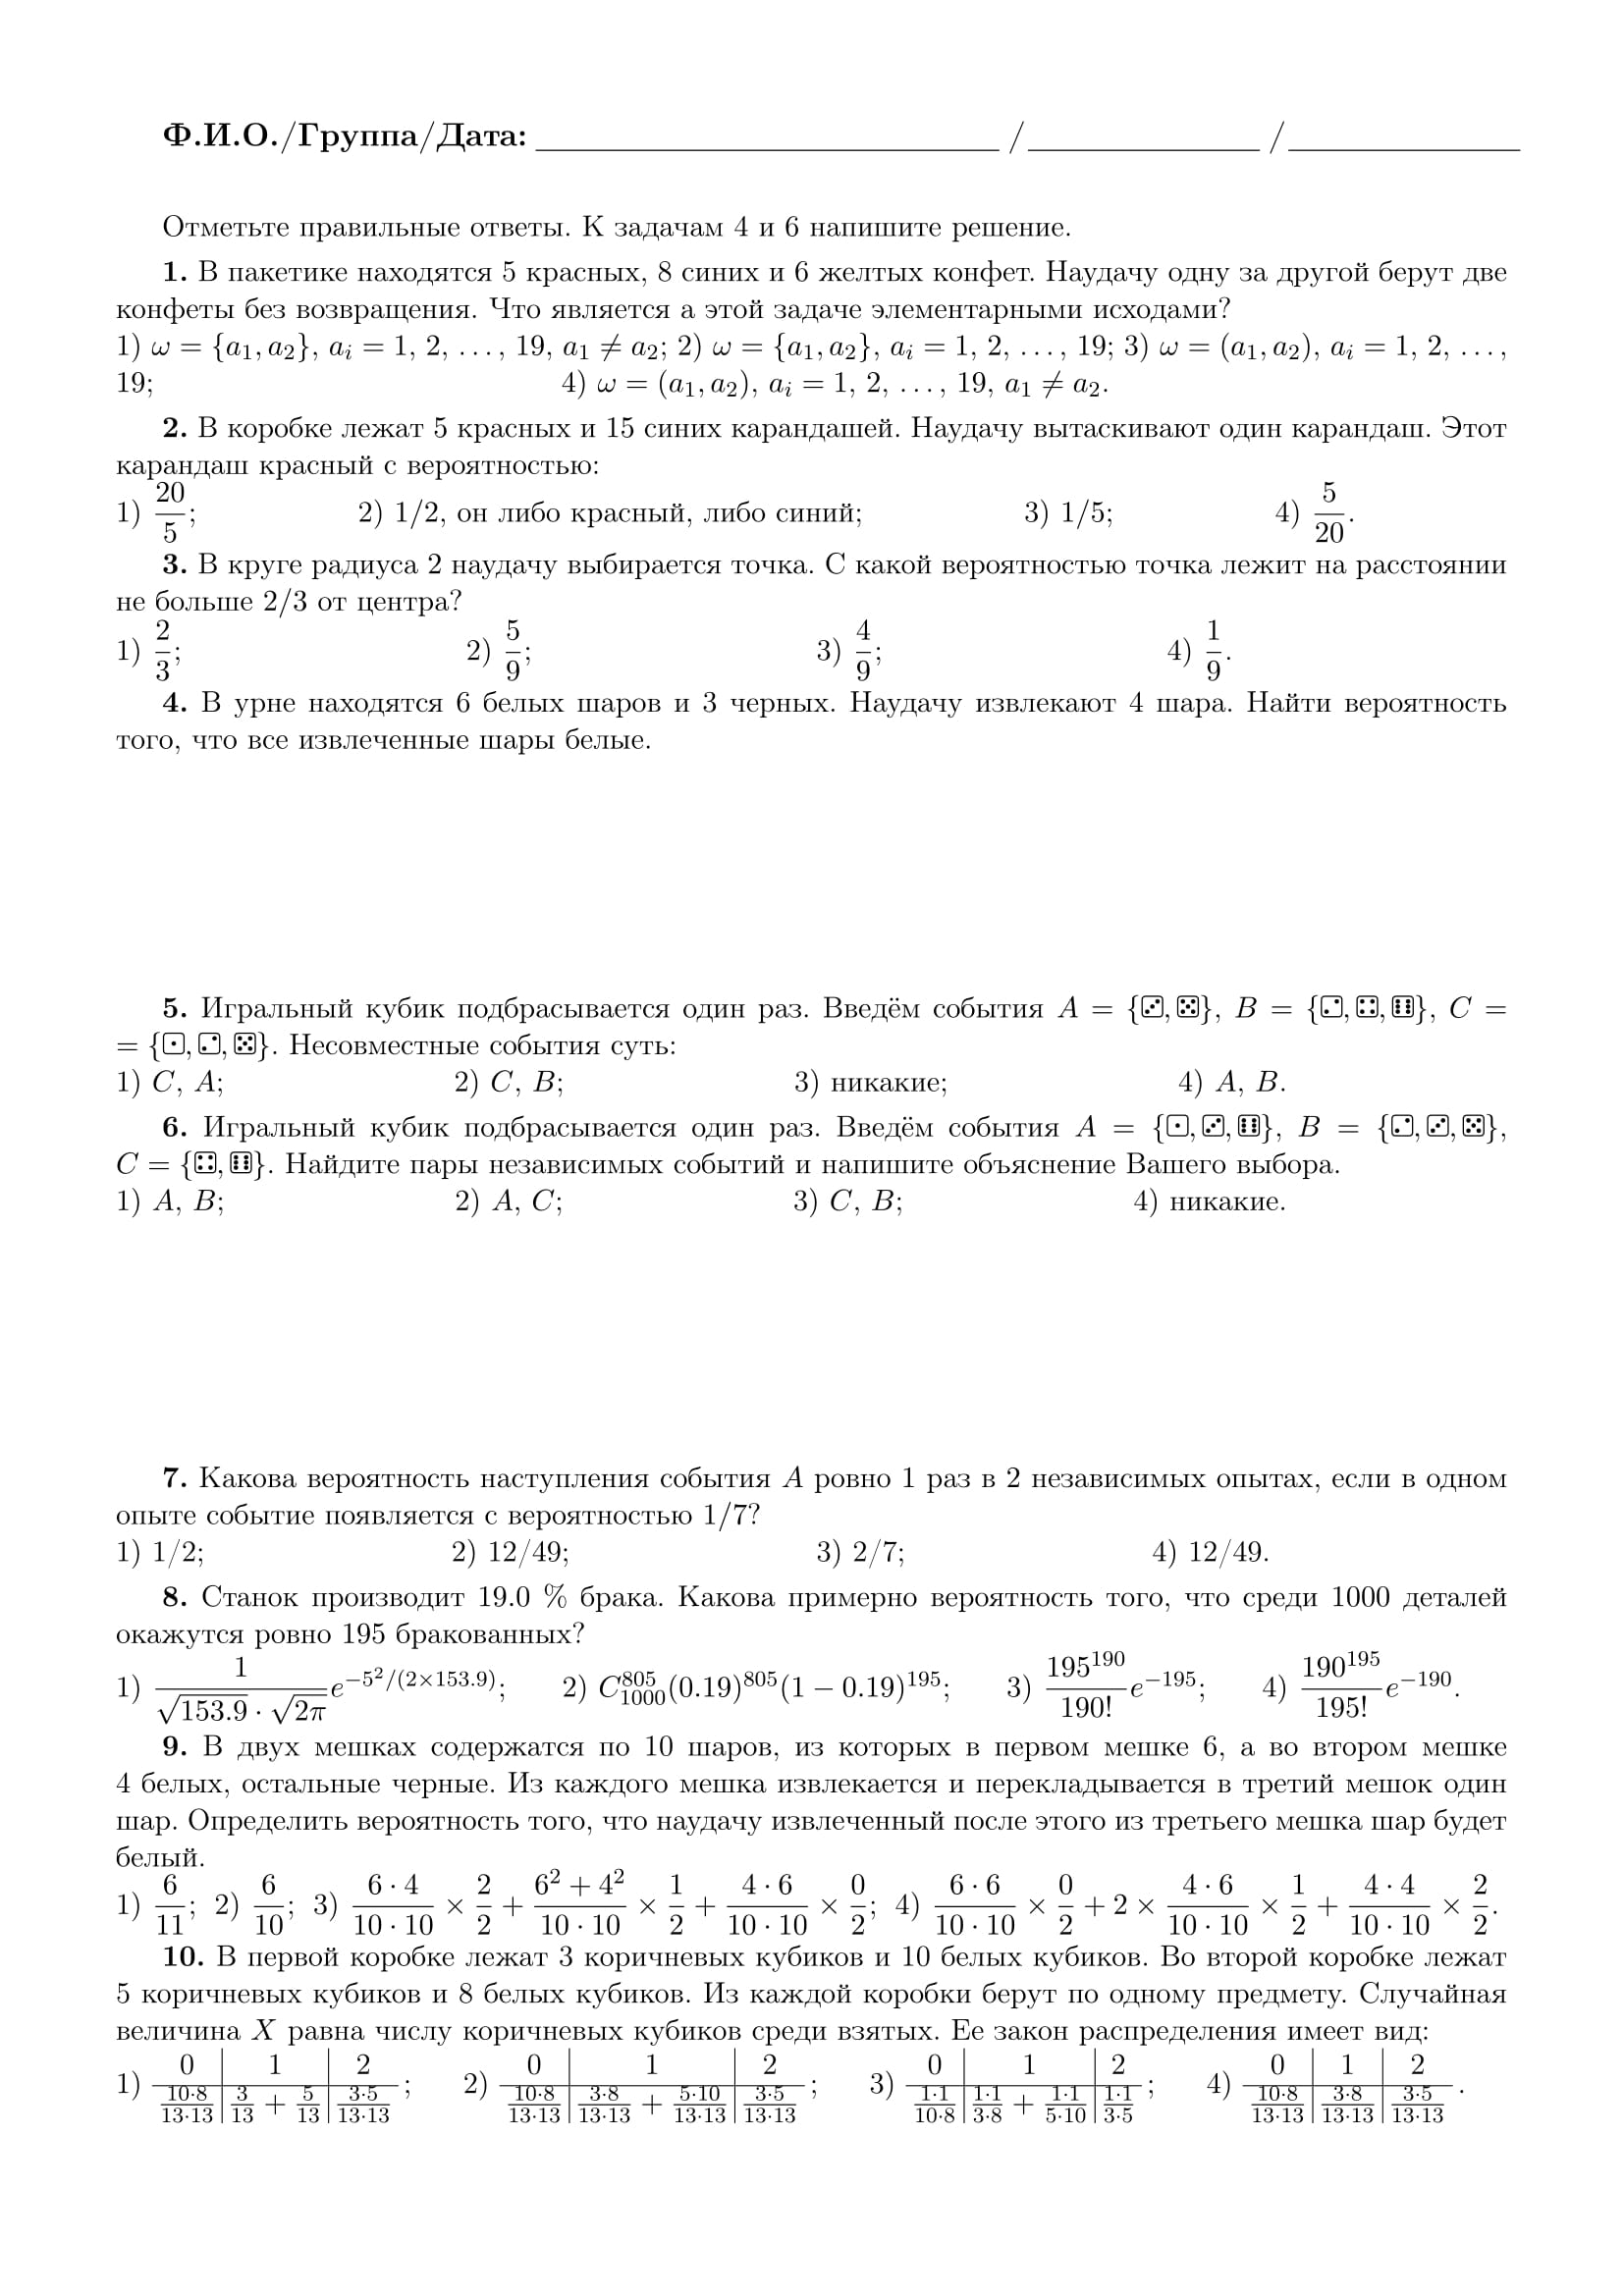 Ф.И.О./Группа/Дата: ____________________ / __________ / __________
Отметьте правильные ответы. К задачам 4 и 6 напишите решение.
1. В пакетике находятся 5 красных, 8 синих и 6 желтых конфет. Наудачу одну за другой берут две
конфеты без возвращения. Что является а этой задаче элементарными исходами?
1) ω = {a₁, a₂}, aᵢ = 1, 2, …, 19, a₁ ≠ a₂; 2) ω = {a₁, a₂}, aᵢ = 1, 2, …, 19; 3) ω = (a₁, a₂), aᵢ = 1, 2, …,
19; 4) ω = (a₁, a₂), aᵢ = 1, 2, …, 19, a₁ ≠ a₂.
2. В коробке лежат 5 красных и 15 синих карандашей. Наудачу вытаскивают один карандаш. Этот
карандаш красный с вероятностью:
1) 20/5; 2) 1/2, он либо красный, либо синий; 3) 1/5; 4) 5/20.
3. В круге радиуса 2 наудачу выбирается точка. С какой вероятностью точка лежит на расстоянии
не больше 2/3 от центра?
1) 2/3; 2) 5/9; 3) 4/9; 4) 1/9.
4. В урне находятся 6 белых шаров и 3 черных. Наудачу извлекают 4 шара. Найти вероятность
того, что все извлеченные шары белые.
5. Игральный кубик подбрасывается один раз. Введём события A = {⚂, ⚄}, B = {⚁, ⚃, ⚅}, C =
= {⚀, ⚁, ⚄}. Несовместные события суть:
1) C, A; 2) C, B; 3) никакие; 4) A, B.
6. Игральный кубик подбрасывается один раз. Введём события A = {⚀, ⚂, ⚅}, B = {⚁, ⚂, ⚄},
C = {⚃, ⚅}. Найдите пары независимых событий и напишите объяснение Вашего выбора.
1) A, B; 2) A, C; 3) C, B; 4) никакие.
7. Какова вероятность наступления события A ровно 1 раз в 2 независимых опытах, если в одном
опыте событие появляется с вероятностью 1/7?
1) 1/2; 2) 12/49; 3) 2/7; 4) 12/49.
8. Станок производит 19.0 % брака. Какова примерно вероятность того, что среди 1000 деталей
окажутся ровно 195 бракованных?
1) 1/(√153.9 · √2π) e^{−5²/(2×153.9)}; 2) C₁₀₀₀⁸⁰⁵(0.19)⁸⁰⁵(1 − 0.19)¹⁹⁵; 3) 195¹⁹⁰/190! e⁻¹⁹⁵; 4) 190¹⁹⁵/195! e⁻¹⁹⁰.
9. В двух мешках содержатся по 10 шаров, из которых в первом мешке 6, а во втором мешке
4 белых, остальные черные. Из каждого мешка извлекается и перекладывается в третий мешок один
шар. Определить вероятность того, что наудачу извлеченный после этого из третьего мешка шар будет
белый.
1) 6/11; 2) 6/10; 3) (6 · 4)/(10 · 10) × 2/2 + (6² + 4²)/(10 · 10) × 1/2 + (4 · 6)/(10 · 10) × 0/2; 4) (6 · 6)/(10 · 10) × 0/2 + 2 × (4 · 6)/(10 · 10) × 1/2 + (4 · 4)/(10 · 10) × 2/2.
10. В первой коробке лежат 3 коричневых кубиков и 10 белых кубиков. Во второй коробке лежат
5 коричневых кубиков и 8 белых кубиков. Из каждой коробки берут по одному предмету. Случайная
величина X равна числу коричневых кубиков среди взятых. Ее закон распределения имеет вид:
1) 0 | 1 | 2 ; 2) 0 | 1 | 2 ; 3) 0 | 1 | 2 ; 4) 0 | 1 | 2 .
10·8/13·13 | 3/13 + 5/13 | 3·5/13·13 10·8/13·13 | 3·8/13·13 + 5·10/13·13 | 3·5/13·13 1·1/10·8 | 1·1/3·8 + 1·1/5·10 | 1·1/3·5 10·8/13·13 | 3·8/13·13 | 3·5/13·13